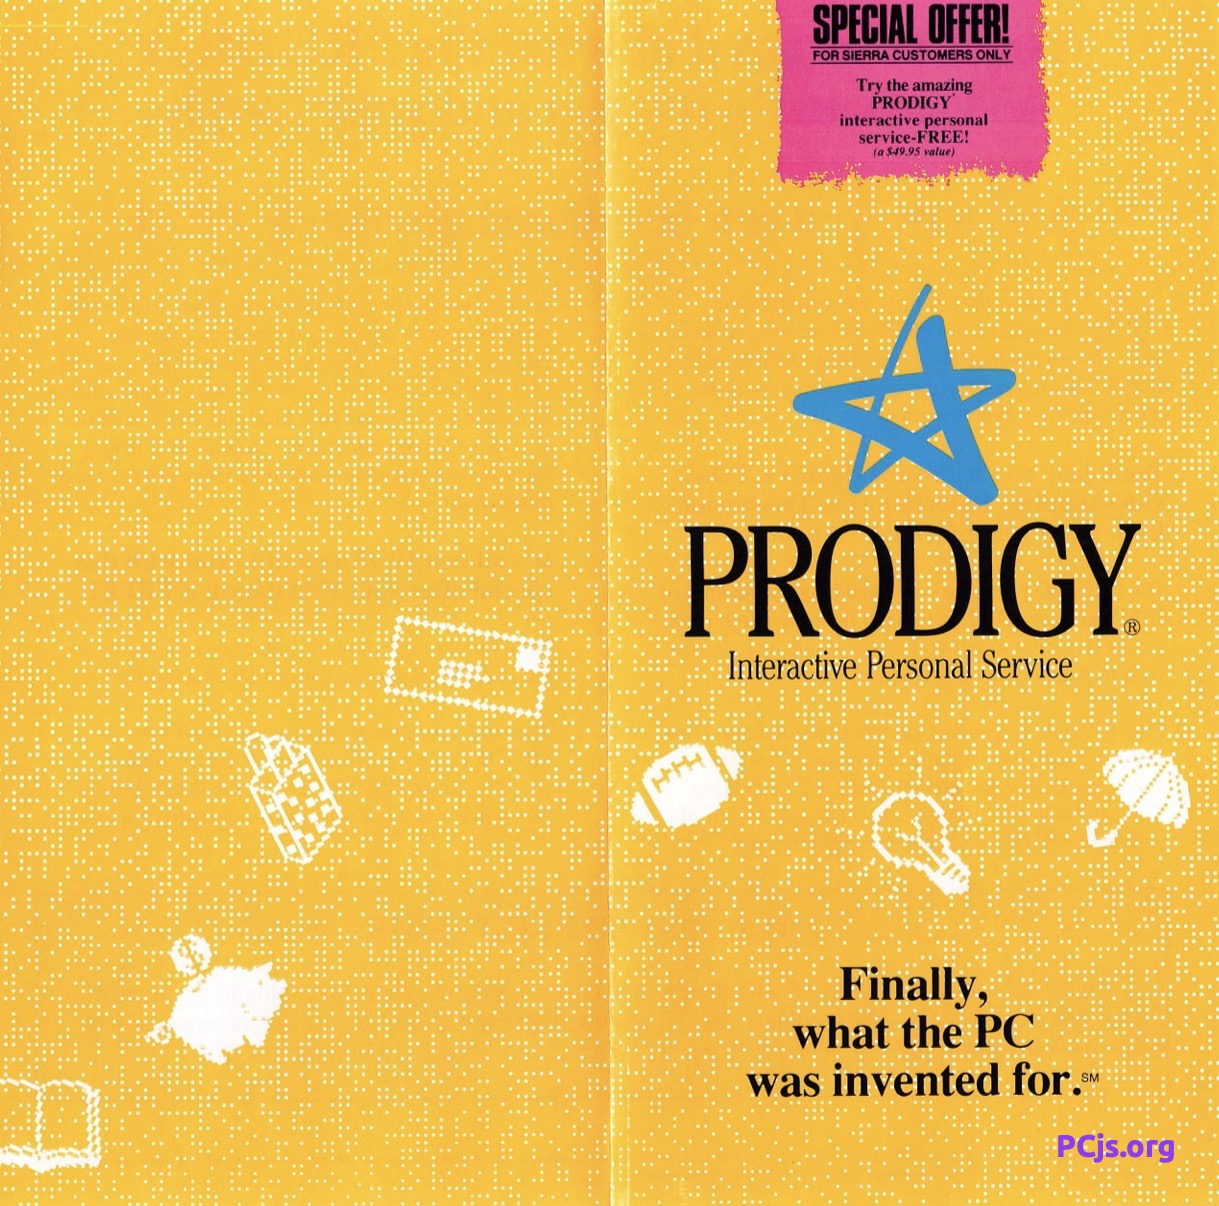 SPECIAL OFFER!
FOR SIERRA CUSTOMERS ONLY
Try the amazing
PRODIGY®
interactive personal
service-FREE!
(a $49.95 value)
PRODIGY®
Interactive Personal Service
Finally,
what the PC
was invented for.℠
PCjs.org